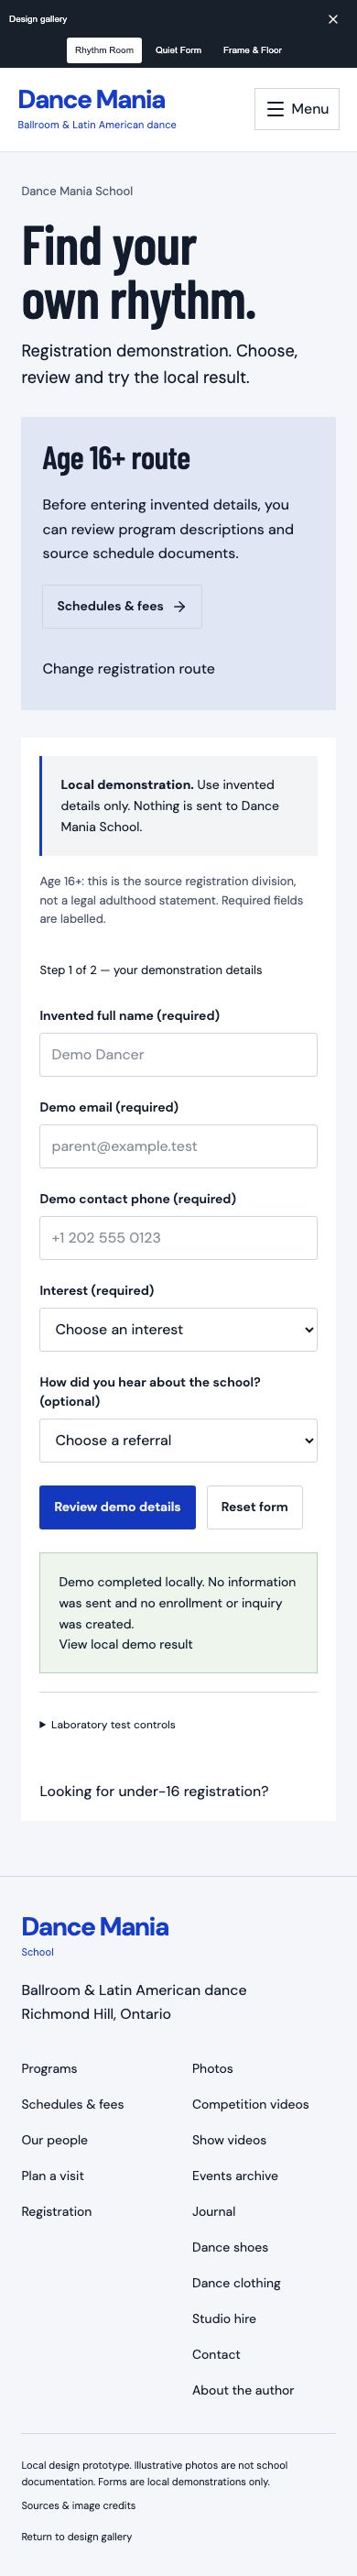 Design gallery
Rhythm Room
Quiet Form
Frame & Floor
Dance Mania
Ballroom & Latin American dance
Menu
Dance Mania School
Find your
own rhythm.
Registration demonstration. Choose,
review and try the local result.
Age 16+ route
Before entering invented details, you
can review program descriptions and
source schedule documents.
Schedules & fees
Change registration route
Local demonstration. Use invented
details only. Nothing is sent to Dance
Mania School.
Age 16+: this is the source registration division,
not a legal adulthood statement. Required fields
are labelled.
Step 1 of 2 — your demonstration details
Invented full name (required)
Demo Dancer
Demo email (required)
parent@example.test
Demo contact phone (required)
+1 202 555 0123
Interest (required)
Choose an interest
How did you hear about the school?
(optional)
Choose a referral
Review demo details
Reset form
Demo completed locally. No information
was sent and no enrollment or inquiry
was created.
View local demo result
Laboratory test controls
Looking for under-16 registration?
Dance Mania
School
Ballroom & Latin American dance
Richmond Hill, Ontario
Programs
Schedules & fees
Our people
Plan a visit
Registration
Photos
Competition videos
Show videos
Events archive
Journal
Dance shoes
Dance clothing
Studio hire
Contact
About the author
Local design prototype. Illustrative photos are not school
documentation. Forms are local demonstrations only.
Sources & image credits
Return to design gallery